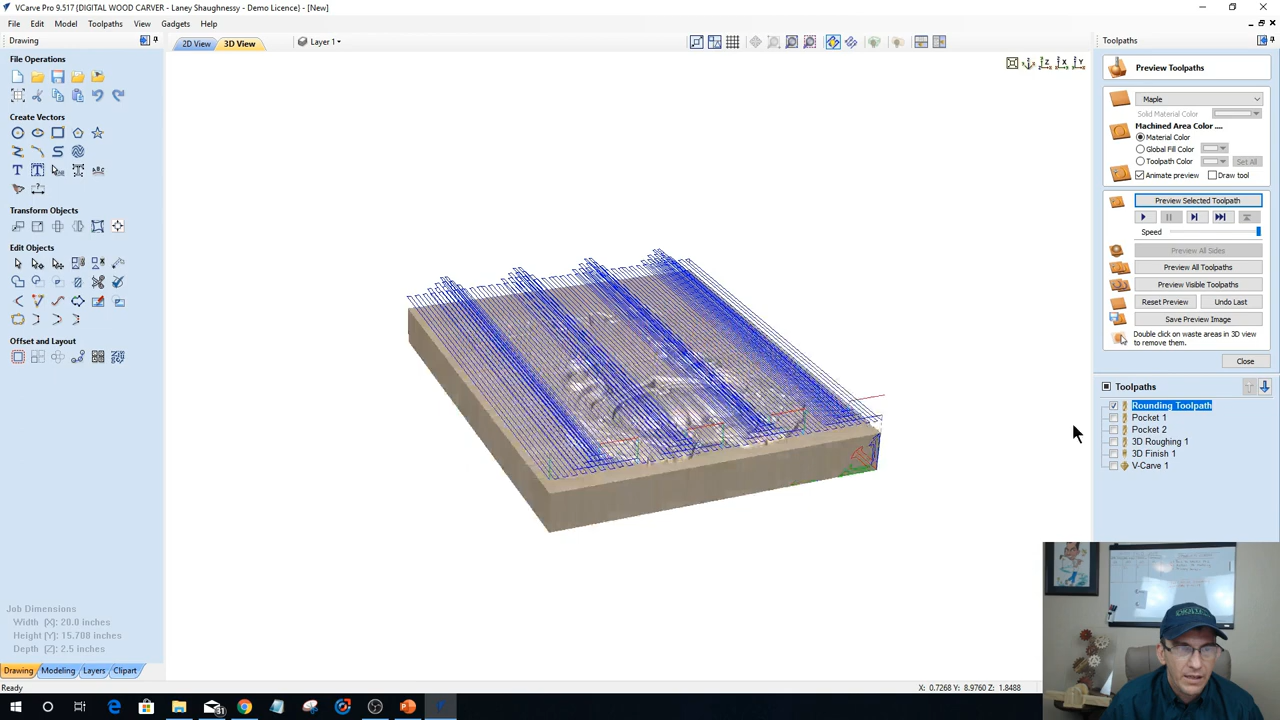 VCarve Pro 9.517 {DIGITAL WOOD CARVER - Laney Shaughnessy - Demo Licence} - [New]
File Edit Model Toolpaths View Gadgets Help
Drawing
2D View 3D View Layer 1
Toolpaths
File Operations
Create Vectors
Transform Objects
Edit Objects
Offset and Layout
Job Dimensions
Width (X): 20.0 inches
Height (Y): 15.708 inches
Depth (Z): 2.5 inches
Drawing Modeling Layers Clipart
Ready
Z X Y
Preview Toolpaths
Maple
Solid Material Color
Machined Area Color ....
Material Color
Global Fill Color
Toolpath Color Set All
Animate preview Draw tool
Preview Selected Toolpath
Speed
Preview All Sides
Preview All Toolpaths
Preview Visible Toolpaths
Reset Preview Undo Last
Save Preview Image
Double click on waste areas in 3D view
to remove them.
Close
Toolpaths
Rounding Toolpath
Pocket 1
Pocket 2
3D Roughing 1
3D Finish 1
V-Carve 1
X: 0.7268 Y: 8.9760 Z: 1.8488